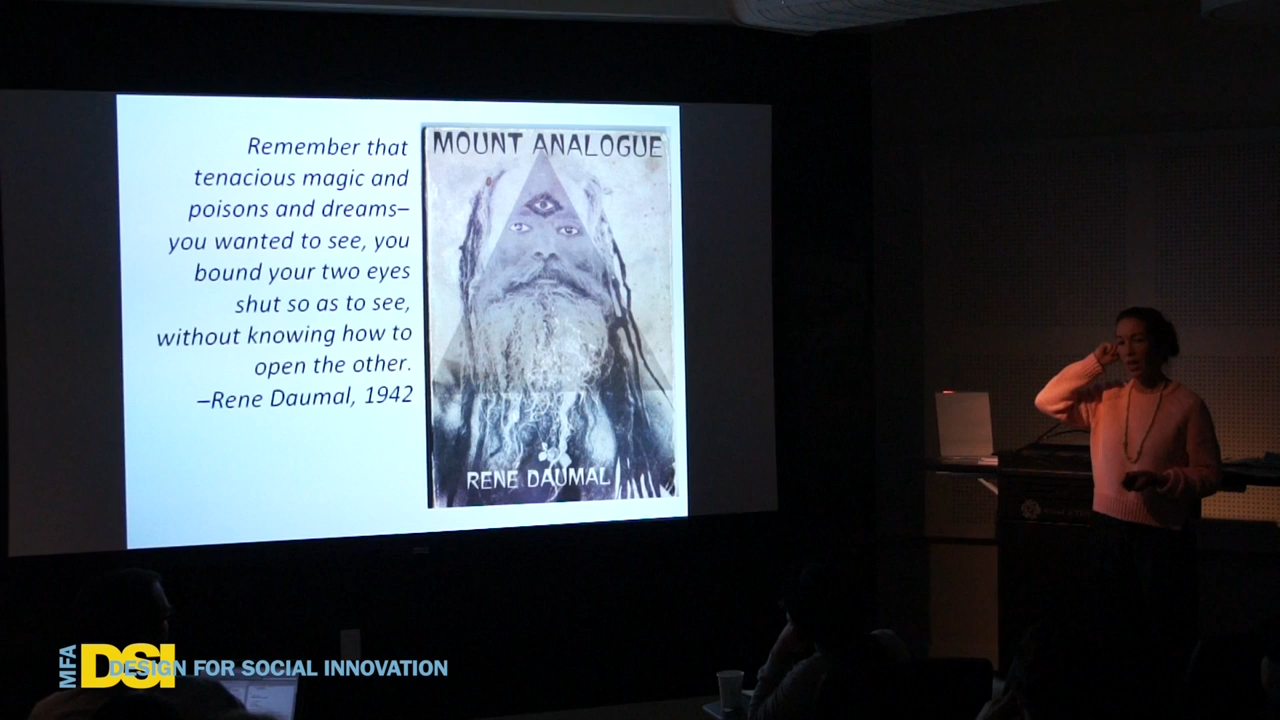 Remember that
tenacious magic and
poisons and dreams–
you wanted to see, you
bound your two eyes
shut so as to see,
without knowing how to
open the other.
–Rene Daumal, 1942
MOUNT ANALOGUE
RENE DAUMAL
MFA
DSI
DESIGN FOR SOCIAL INNOVATION